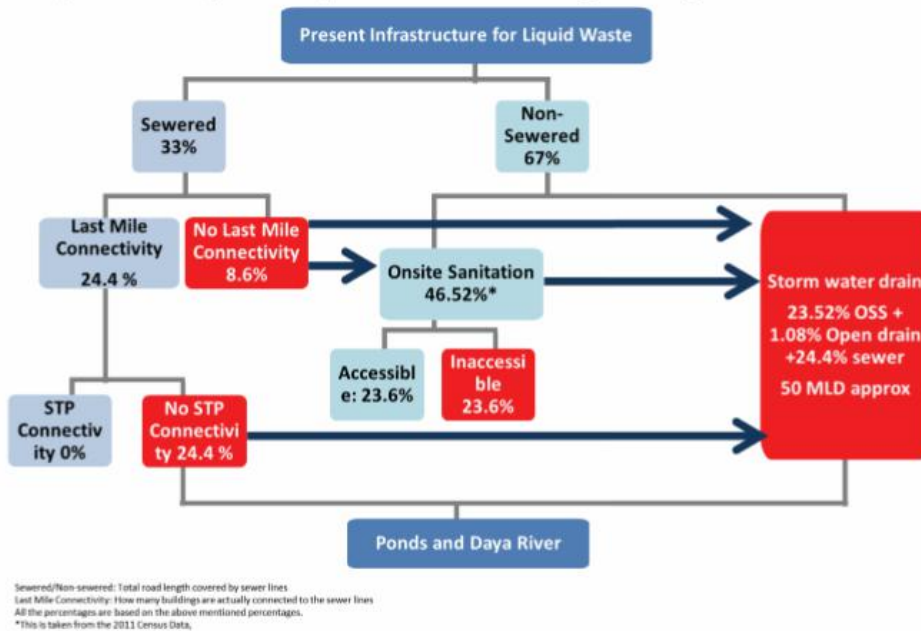 Present Infrastructure for Liquid Waste
Sewered
33%
Non-
Sewered
67%
Last Mile
Connectivity
24.4 %
No Last Mile
Connectivity
8.6%
Onsite Sanitation
46.52%*
Storm water drain
23.52% OSS +
1.08% Open drain
+24.4% sewer
50 MLD approx
Accessibl
e: 23.6%
Inaccessi
ble
23.6%
STP
Connectiv
ity 0%
No STP
Connectivi
ty 24.4 %
Ponds and Daya River
Sewered/Non-sewered: Total road length covered by sewer lines
Last Mile Connectivity: How many buildings are actually connected to the sewer lines
All the percentages are based on the above mentioned percentages.
*This is taken from the 2011 Census Data,